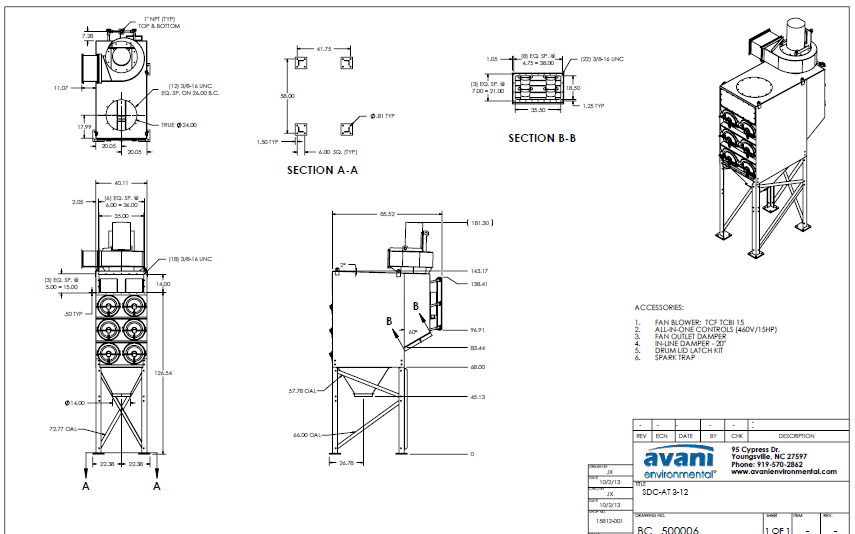 1" NPT (TYP)
TOP & BOTTOM
7.28
11.07
(12) 3/8-16 UNC
EQ. SP. ON 26.00 B.C.
TRUE Ø24.00
17.99
20.05
20.05
61.75
58.00
Ø.81 TYP
1.50 TYP
6.00 SQ. (TYP)
SECTION A-A
1.05
(8) EQ. SP. @
4.75 = 38.00
(22) 3/8-16 UNC
(3) EQ. SP. @
7.00 = 21.00
18.50
1.25 TYP
35.50
SECTION B-B
40.11
2.05
(6) EQ. SP. @
6.00 = 36.00
35.00
(18) 3/8-16 UNC
(3) EQ. SP. @
5.00 = 15.00
14.00
.50 TYP
126.54
Ø14.00
72.77 OAL
22.38
22.38
A
A
85.52
(181.30)
2°
143.17
138.41
B
B
60°
96.91
83.44
68.00
57.78 OAL
45.13
66.00 OAL
26.78
0
ACCESSORIES:
1. FAN BLOWER: TCF TCBI 15
2. ALL-IN-ONE CONTROLS (460V/15HP)
3. FAN OUTLET DAMPER
4. IN-LINE DAMPER - 20"
5. DRUM LID LATCH KIT
6. SPARK TRAP
- - - - - -
REV ECN DATE BY CHK DESCRIPTION
avani
environmental
95 Cypress Dr.
Youngsville, NC 27597
Phone: 919-570-2862
www.avanienvironmental.com
DRAWN BY
JX
DATE
10/2/13
JX
DATE
10/2/13
SHOP NO.
15812-001
TITLE
SDC-AT 3-12
DRAWING NO.
BC_500006
SHEET ITEM REV.
1 OF 1 - -